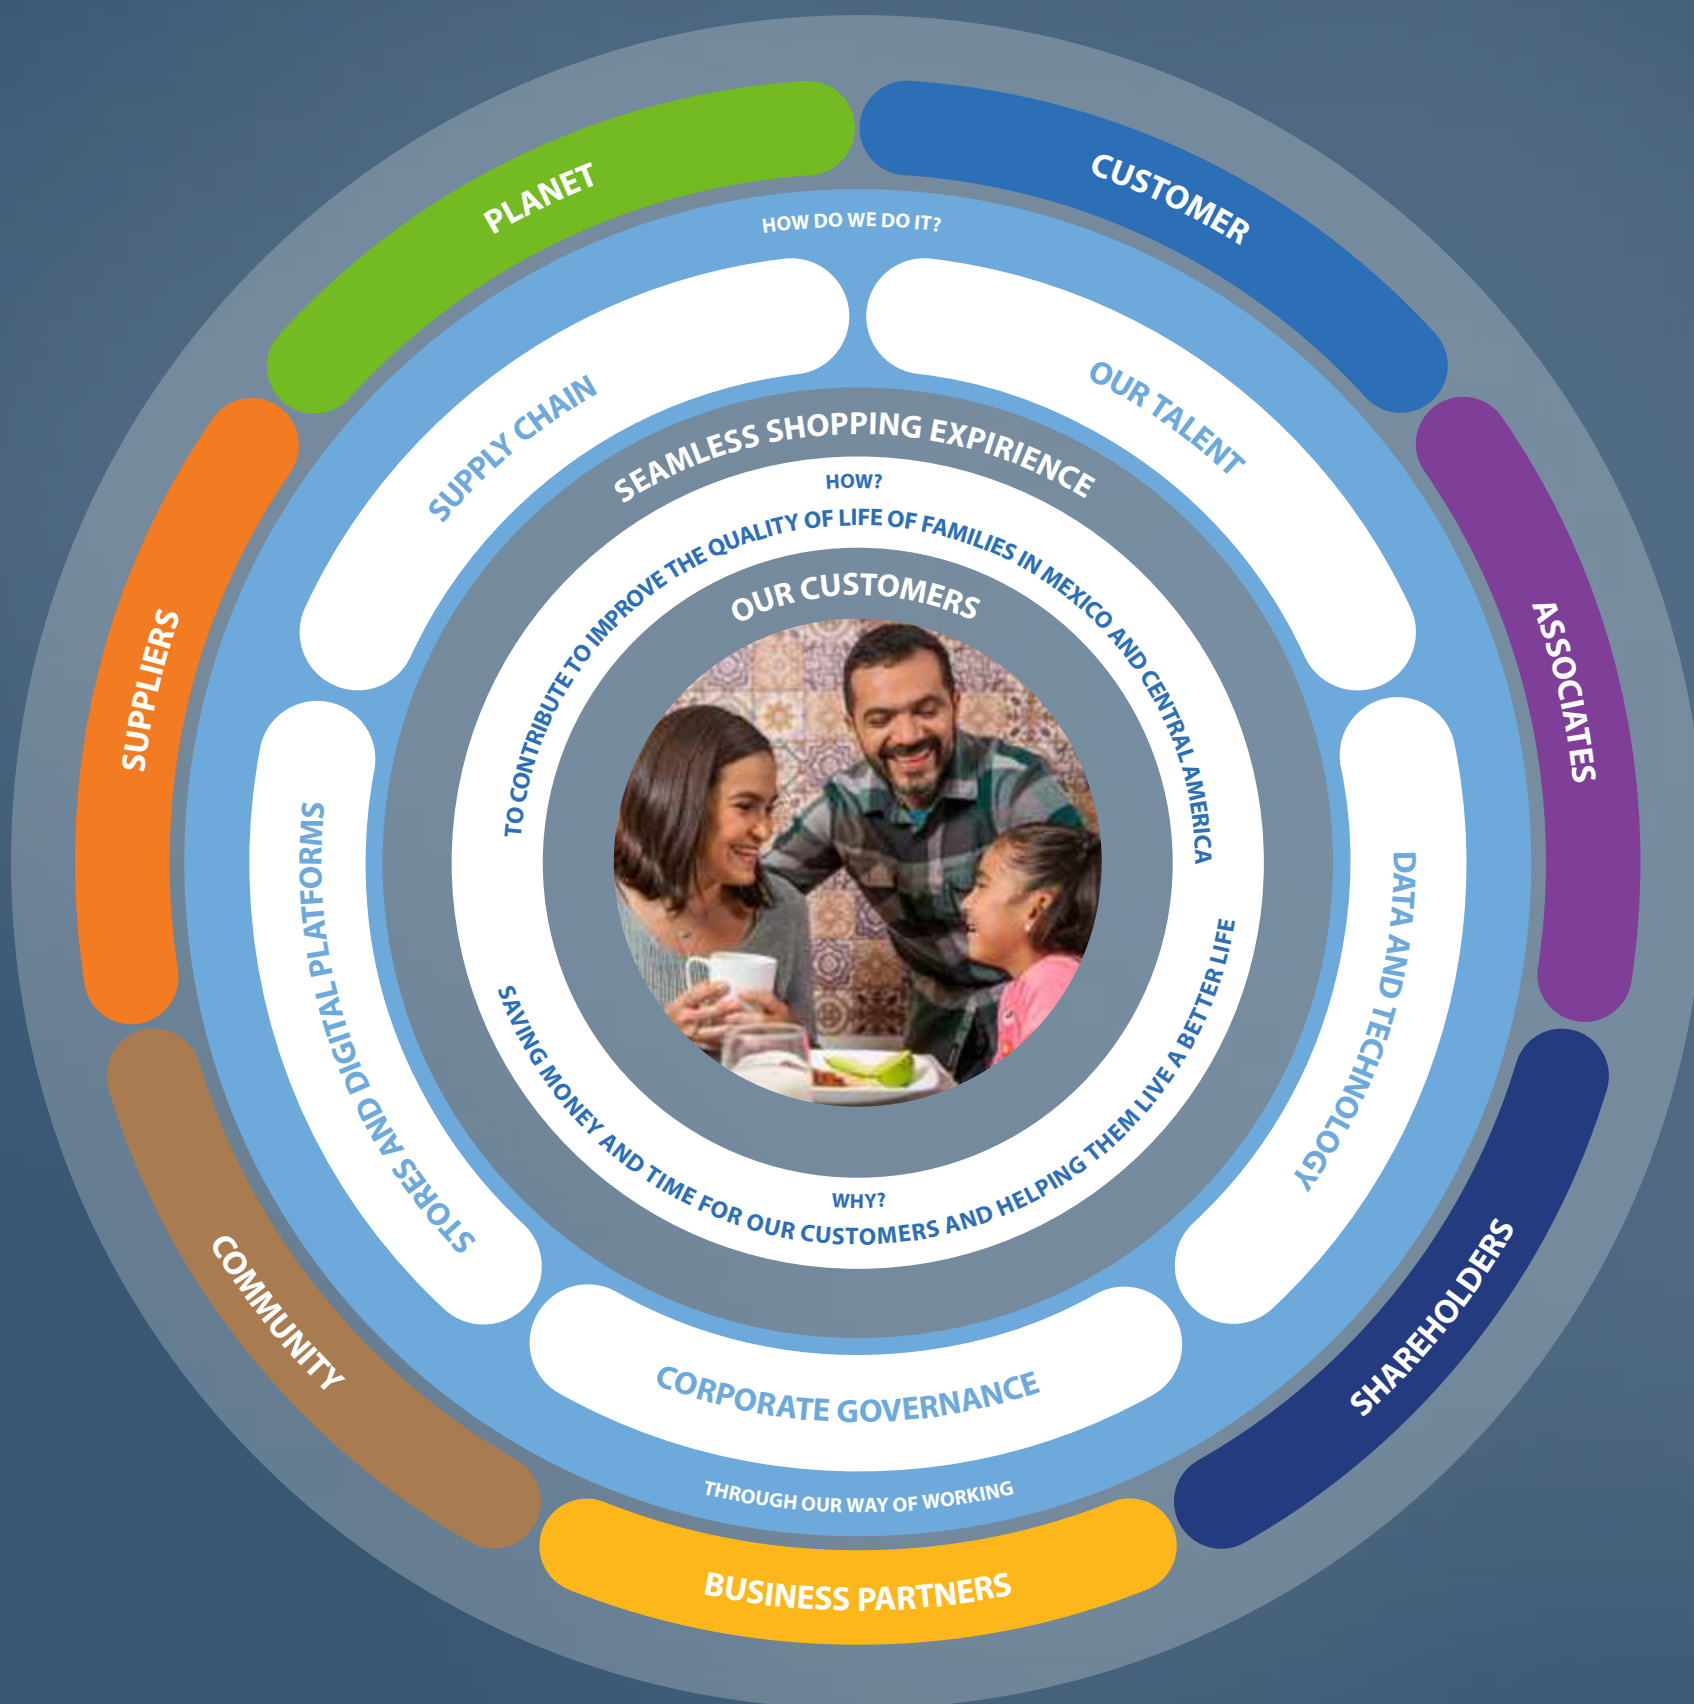 PLANET
CUSTOMER
ASSOCIATES
SHAREHOLDERS
BUSINESS PARTNERS
COMMUNITY
SUPPLIERS
HOW DO WE DO IT?
SUPPLY CHAIN
OUR TALENT
DATA AND TECHNOLOGY
CORPORATE GOVERNANCE
STORES AND DIGITAL PLATFORMS
THROUGH OUR WAY OF WORKING
SEAMLESS SHOPPING EXPIRIENCE
HOW?
TO CONTRIBUTE TO IMPROVE THE QUALITY OF LIFE OF FAMILIES IN MEXICO AND CENTRAL AMERICA
OUR CUSTOMERS
WHY?
SAVING MONEY AND TIME FOR OUR CUSTOMERS AND HELPING THEM LIVE A BETTER LIFE